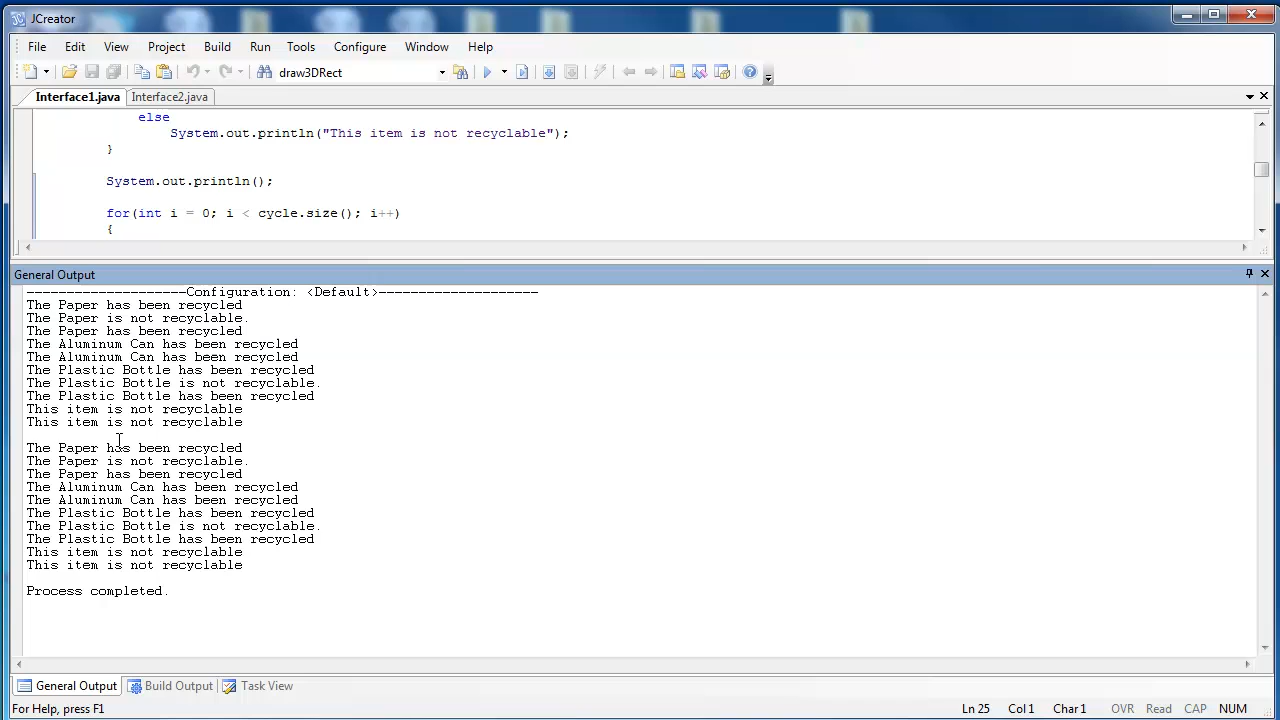 JCreator
File Edit View Project Build Run Tools Configure Window Help
draw3DRect
Interface1.java Interface2.java
else
System.out.println("This item is not recyclable");
}
System.out.println();
for(int i = 0; i < cycle.size(); i++)
{
General Output
--------------------Configuration: <Default>--------------------
The Paper has been recycled
The Paper is not recyclable.
The Paper has been recycled
The Aluminum Can has been recycled
The Aluminum Can has been recycled
The Plastic Bottle has been recycled
The Plastic Bottle is not recyclable.
The Plastic Bottle has been recycled
This item is not recyclable
This item is not recyclable
The Paper has been recycled
The Paper is not recyclable.
The Paper has been recycled
The Aluminum Can has been recycled
The Aluminum Can has been recycled
The Plastic Bottle has been recycled
The Plastic Bottle is not recyclable.
The Plastic Bottle has been recycled
This item is not recyclable
This item is not recyclable
Process completed.
General Output Build Output Task View
For Help, press F1 Ln 25 Col 1 Char 1 OVR Read CAP NUM